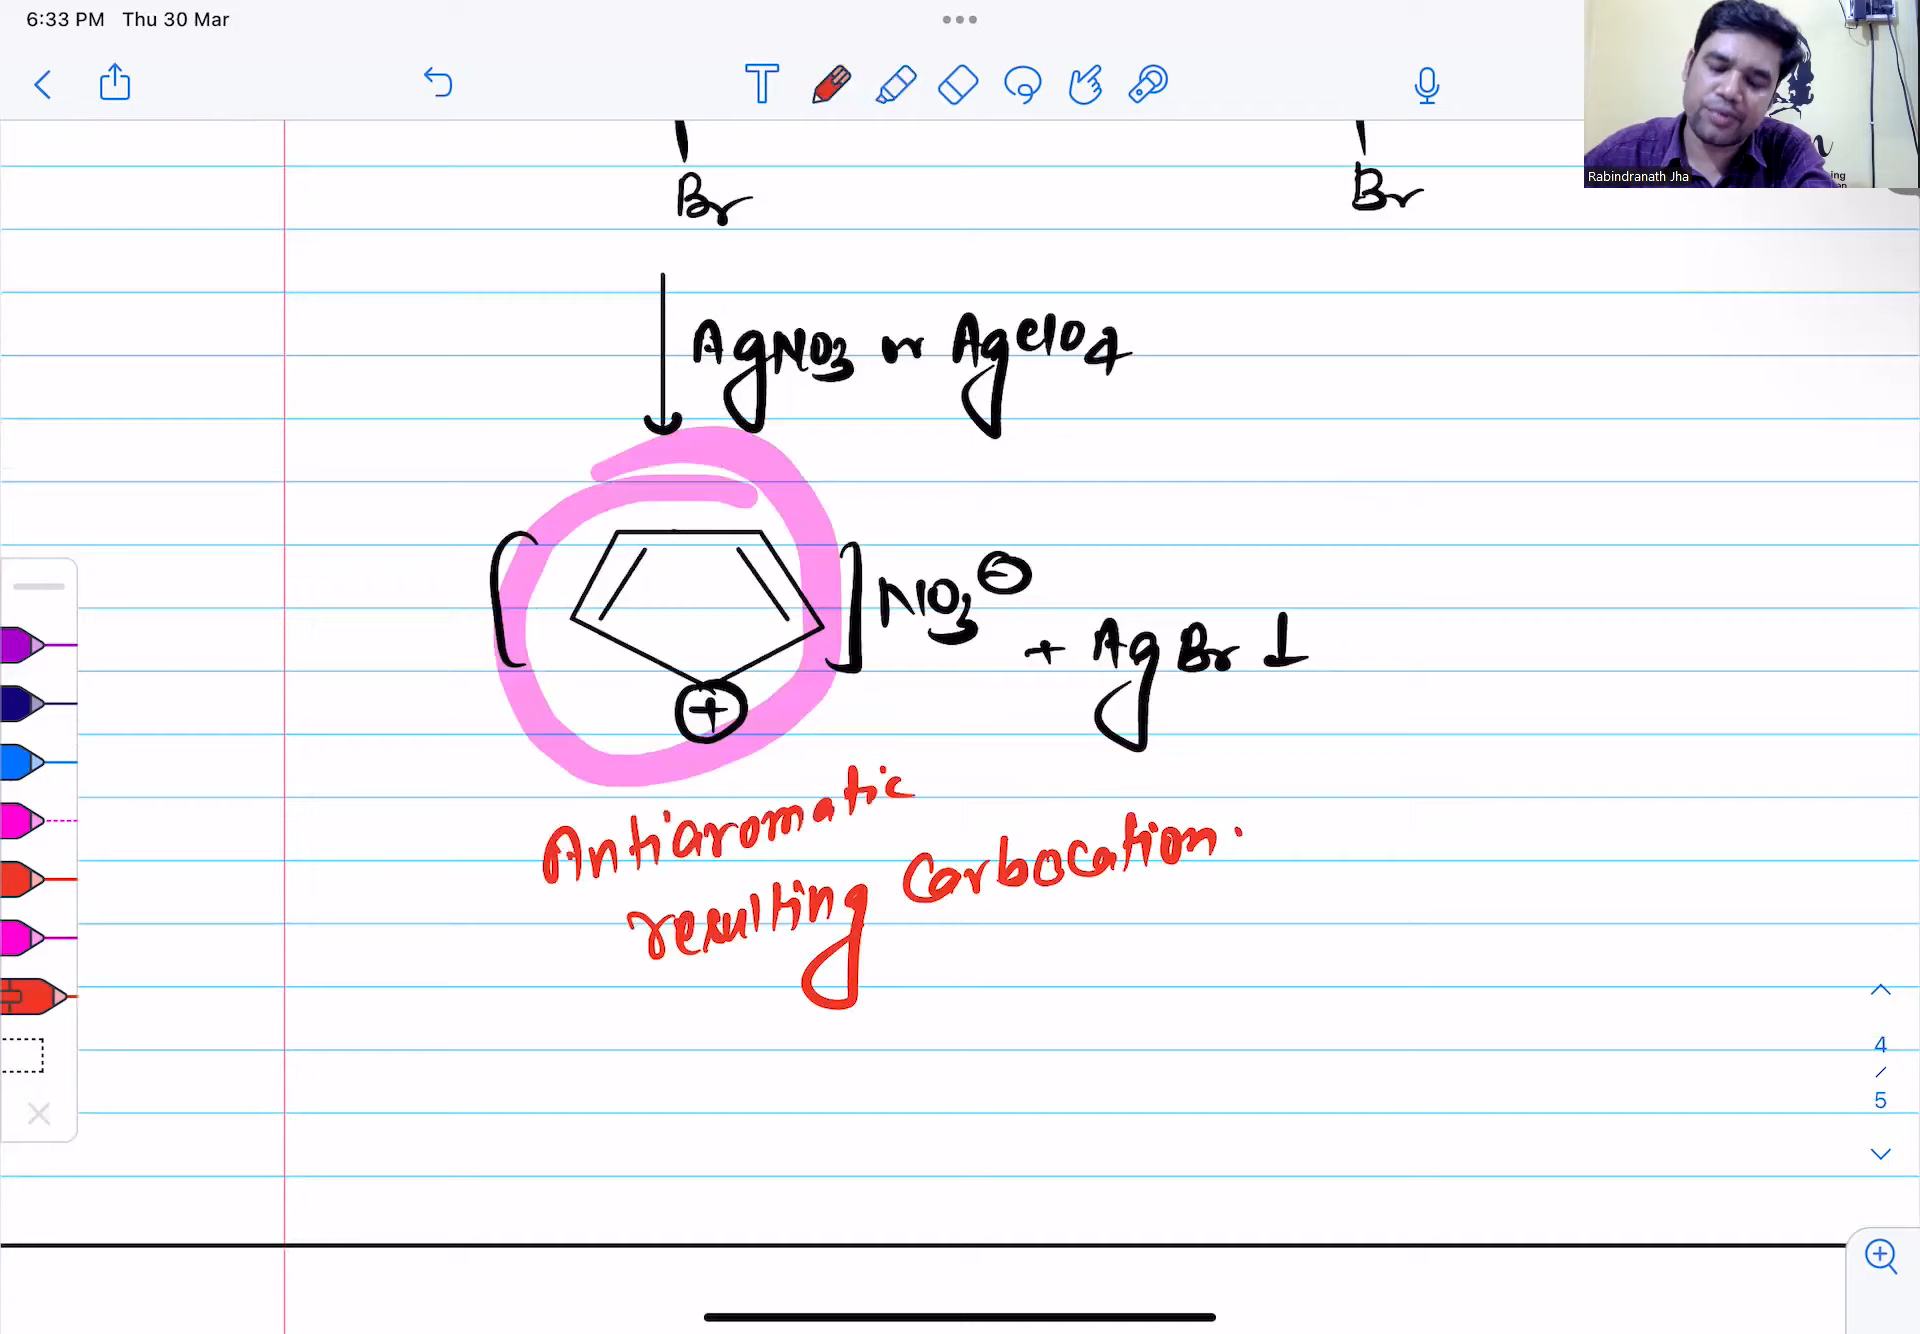 6:33 PM Thu 30 Mar
T
Rabindranath Jha
ing
Br
Br
AgNO3 or AgClO4
[ + ] NO3⊖ + AgBr ↓
Antiaromatic
resulting Carbocation.
4
/
5